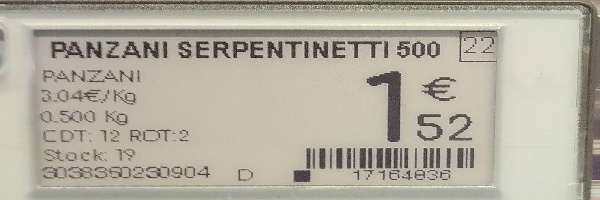 PANZANI SERPENTINETTI 500 22
PANZANI
3.04€/Kg
0.500 Kg
CDT: 12 ROT:2
Stock: 19
3038360230904 D
1 €
52
17164836